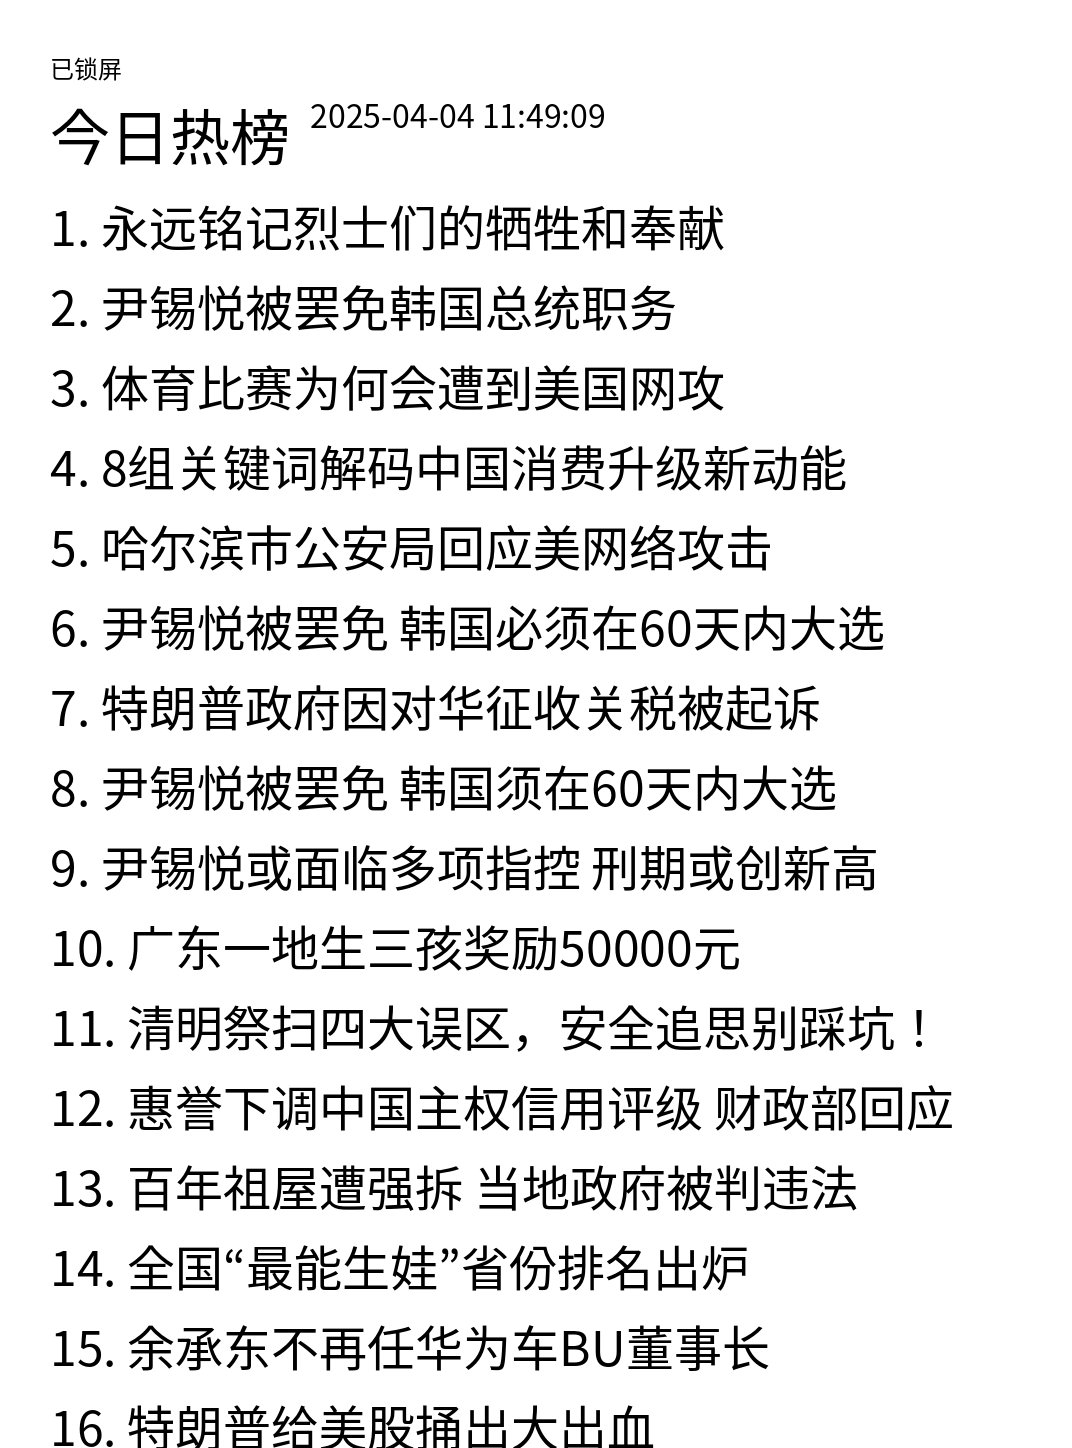 已锁屏
今日热榜 2025-04-04 11:49:09
1. 永远铭记烈士们的牺牲和奉献
2. 尹锡悦被罢免韩国总统职务
3. 体育比赛为何会遭到美国网攻
4. 8组关键词解码中国消费升级新动能
5. 哈尔滨市公安局回应美网络攻击
6. 尹锡悦被罢免 韩国必须在60天内大选
7. 特朗普政府因对华征收关税被起诉
8. 尹锡悦被罢免 韩国须在60天内大选
9. 尹锡悦或面临多项指控 刑期或创新高
10. 广东一地生三孩奖励50000元
11. 清明祭扫四大误区，安全追思别踩坑！
12. 惠誉下调中国主权信用评级 财政部回应
13. 百年祖屋遭强拆 当地政府被判违法
14. 全国“最能生娃”省份排名出炉
15. 余承东不再任华为车BU董事长
16. 特朗普给美股捅出大出血